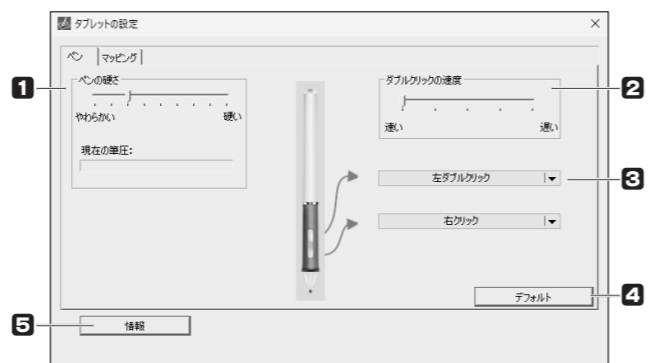 タブレットの設定
ペン マッピング
1
ペンの硬さ
やわらかい 硬い
現在の筆圧:
ダブルクリックの速度
2
速い 遅い
左ダブルクリック
3
右クリック
デフォルト
4
5
情報